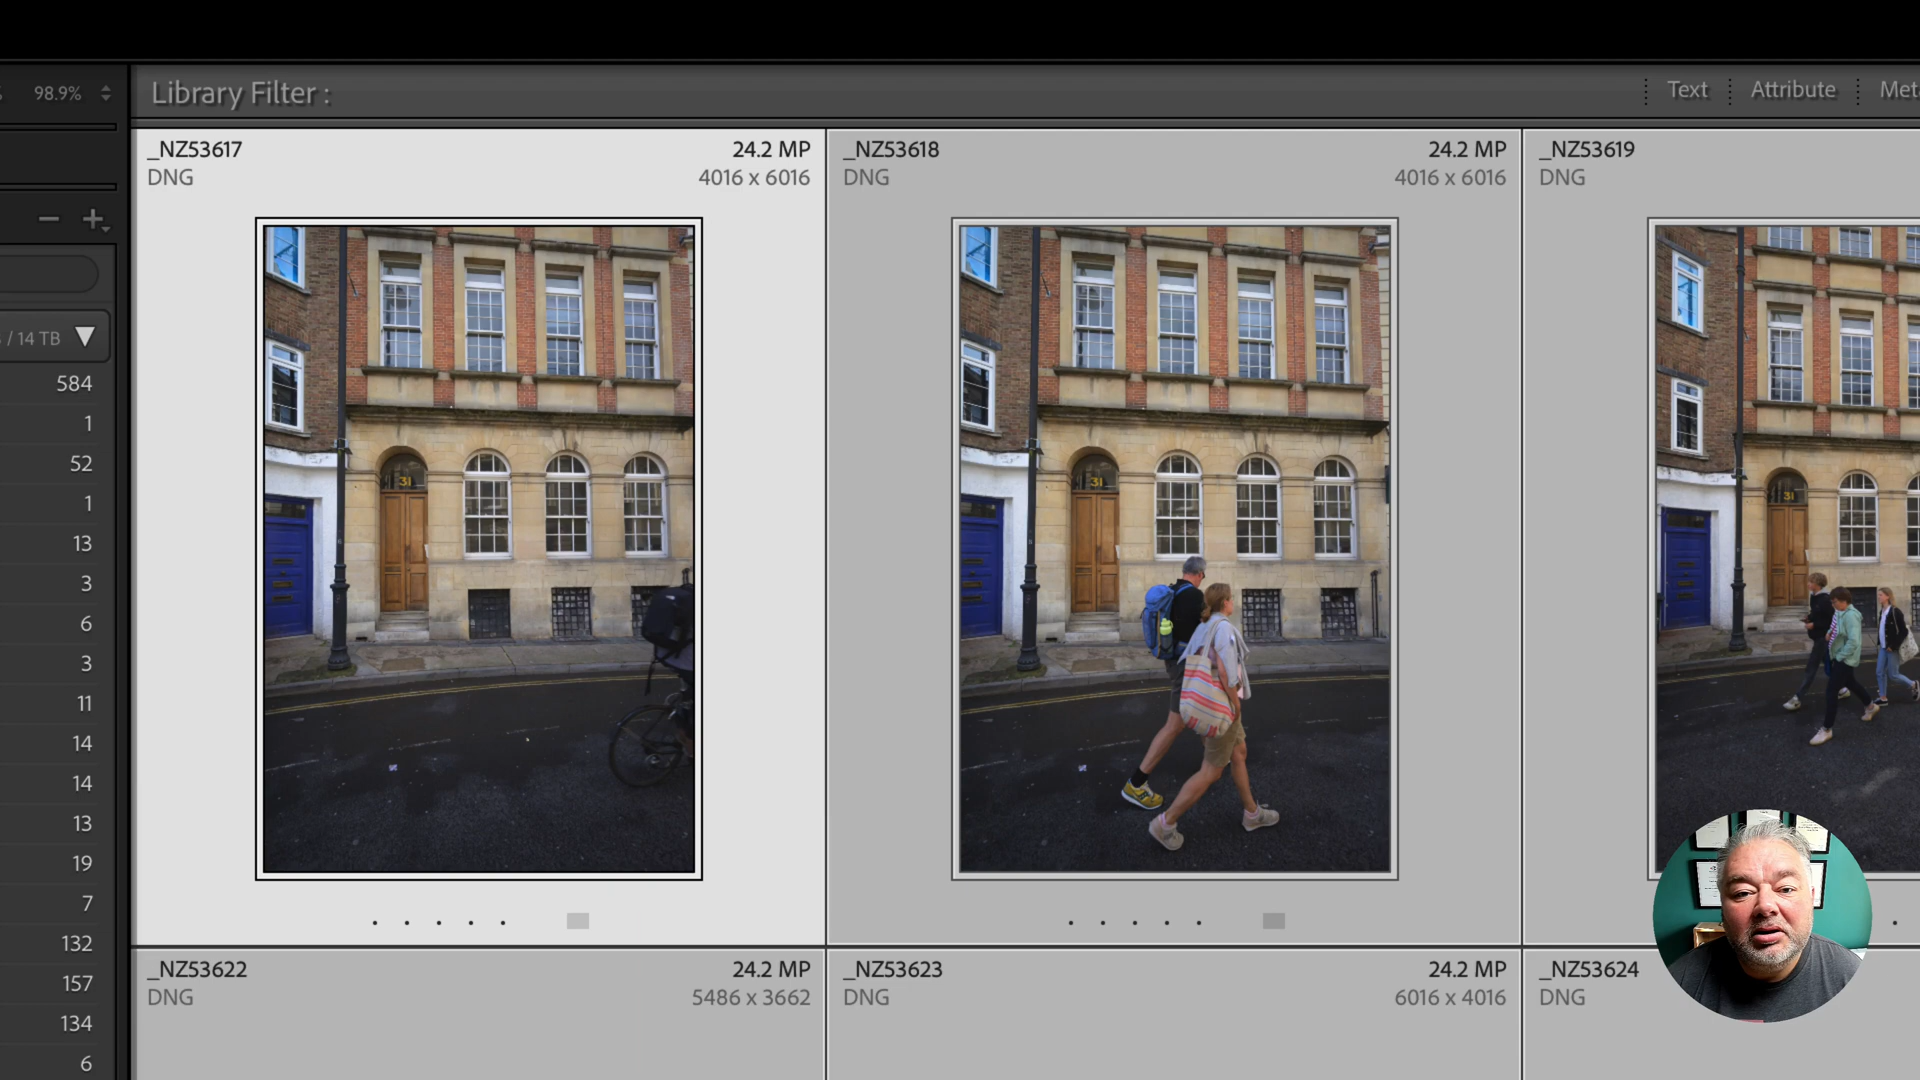 98.9%
Library Filter :
Text
Attribute
_NZ53617
24.2 MP
DNG
4016 x 6016
_NZ53618
24.2 MP
DNG
4016 x 6016
_NZ53619
DNG
/ 14 TB
584
1
52
1
13
3
6
3
11
14
14
13
19
7
132
157
134
6
31
31
31
_NZ53622
24.2 MP
DNG
5486 x 3662
_NZ53623
24.2 MP
DNG
6016 x 4016
_NZ53624
DNG